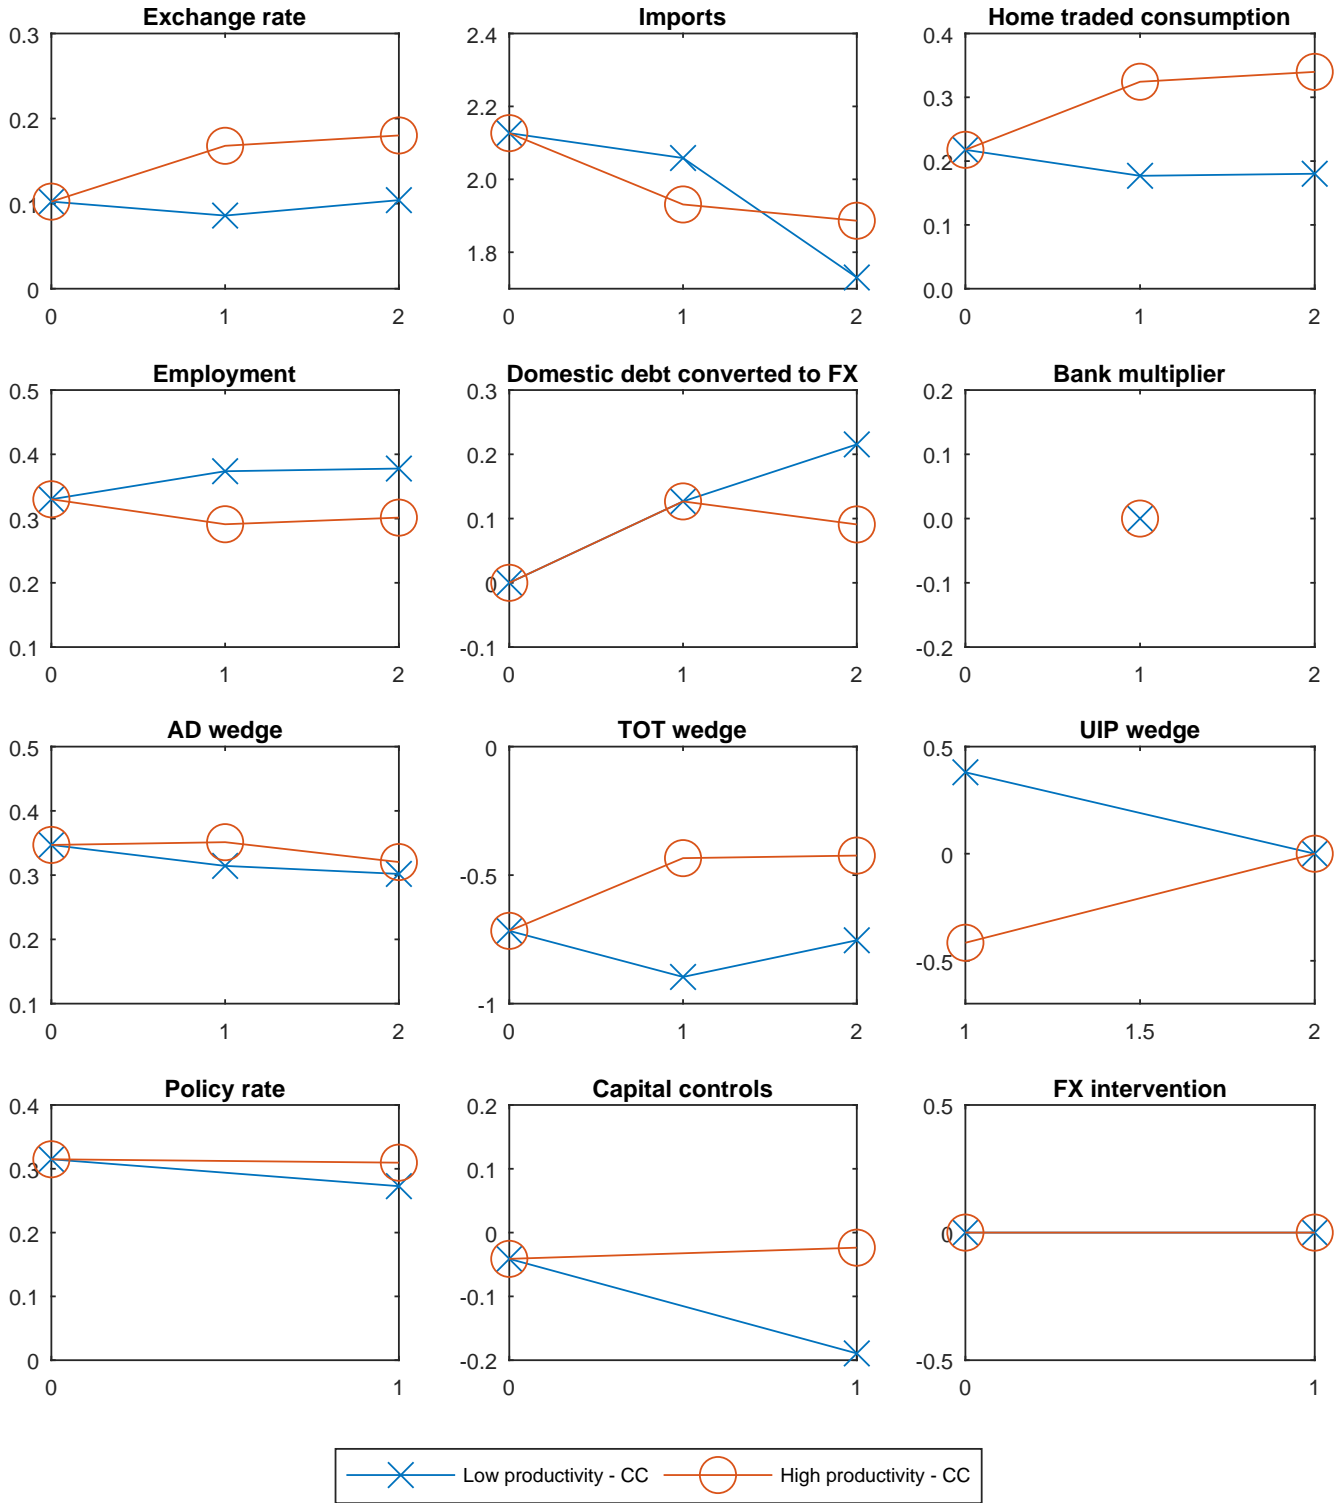 Exchange rate
0.3
0.2
0.1
0
0 1 2
Imports
2.4
2.2
2.0
1.8
0 1 2
Home traded consumption
0.4
0.3
0.2
0.1
0.0
0 1 2
Employment
0.5
0.4
0.3
0.2
0.1
0 1 2
Domestic debt converted to FX
0.3
0.2
0.1
0
-0.1
0 1 2
Bank multiplier
0.2
0.1
0.0
-0.1
-0.2
0 1 2
AD wedge
0.5
0.4
0.3
0.2
0.1
0 1 2
TOT wedge
0
-0.5
-1
0 1 2
UIP wedge
0.5
0
-0.5
1 1.5 2
Policy rate
0.4
0.3
0.2
0.1
0
0 1
Capital controls
0.2
0.1
0
-0.1
-0.2
0 1
FX intervention
0.5
0
-0.5
0 1
Low productivity - CC High productivity - CC